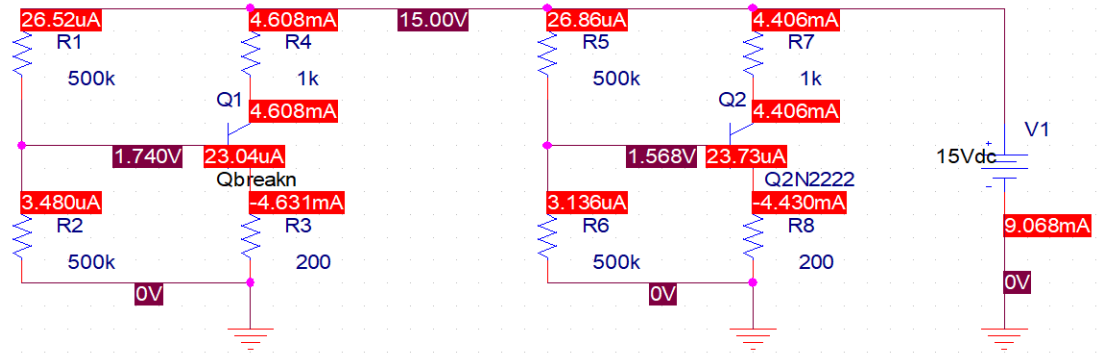 26.52uA
R1
500k
4.608mA
R4
1k
15.00V
26.86uA
R5
500k
4.406mA
R7
1k
Q1
4.608mA
Q2
4.406mA
V1
15Vdc
1.740V
23.04uA
Qbreakn
1.568V
23.73uA
Q2N2222
3.480uA
R2
500k
-4.631mA
R3
200
3.136uA
R6
500k
-4.430mA
R8
200
9.068mA
0V
0V
0V